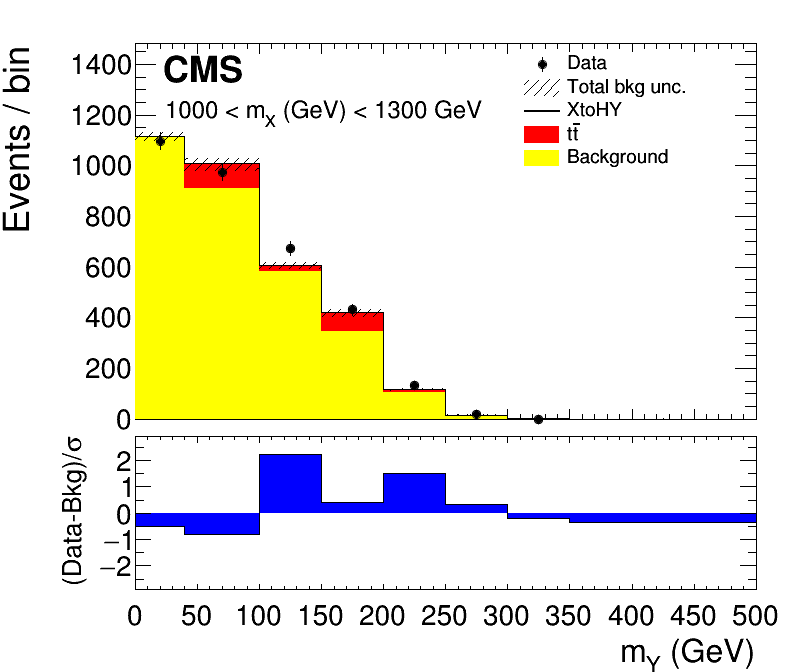 Events / bin
1400
1200
1000
800
600
400
200
0
CMS
1000 < mX (GeV) < 1300 GeV
Data
Total bkg unc.
XtoHY
tt̄
Background
(Data-Bkg)/σ
2
1
0
−1
−2
0 50 100 150 200 250 300 350 400 450 500
mY (GeV)